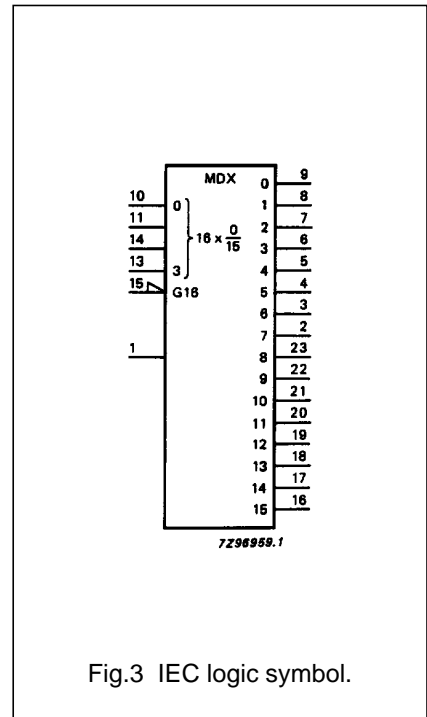 MDX
0 9
10 0 1 8
11 2 7
14 16 x 0/15 3 6
13 3 4 5
15 G16 5 4
6 3
7 2
1 8 23
9 22
10 21
11 20
12 19
13 18
14 17
15 16
7Z96959.1
Fig.3 IEC logic symbol.